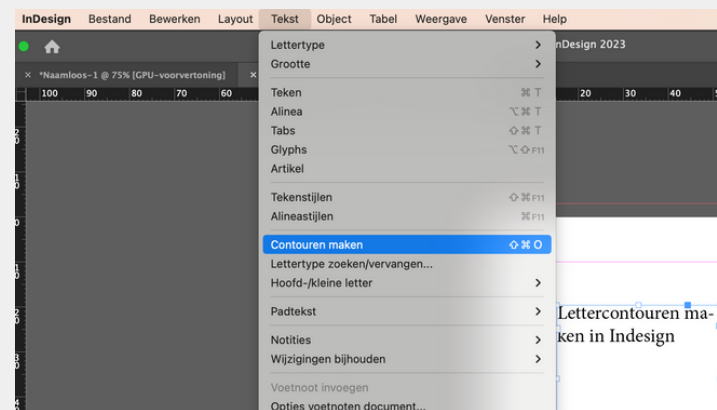 InDesign Bestand Bewerken Layout Tekst Object Tabel Weergave Venster Help
nDesign 2023
× *Naamloos-1 @ 75% [GPU-voorvertoning] ×
100 90 80 70 60 20 30 40
Lettertype >
Grootte >
Teken ⌘ T
Alinea ⌥⌘ T
Tabs ⇧⌘ T
Glyphs ⌥⇧F11
Artikel
Tekenstijlen ⇧⌘F11
Alineastijlen ⌘F11
Contouren maken ⇧⌘ O
Lettertype zoeken/vervangen...
Hoofd-/kleine letter >
Padtekst >
Notities >
Wijzigingen bijhouden >
Voetnoot invoegen
Opties voetnoten document...
Lettercontouren ma-
ken in Indesign